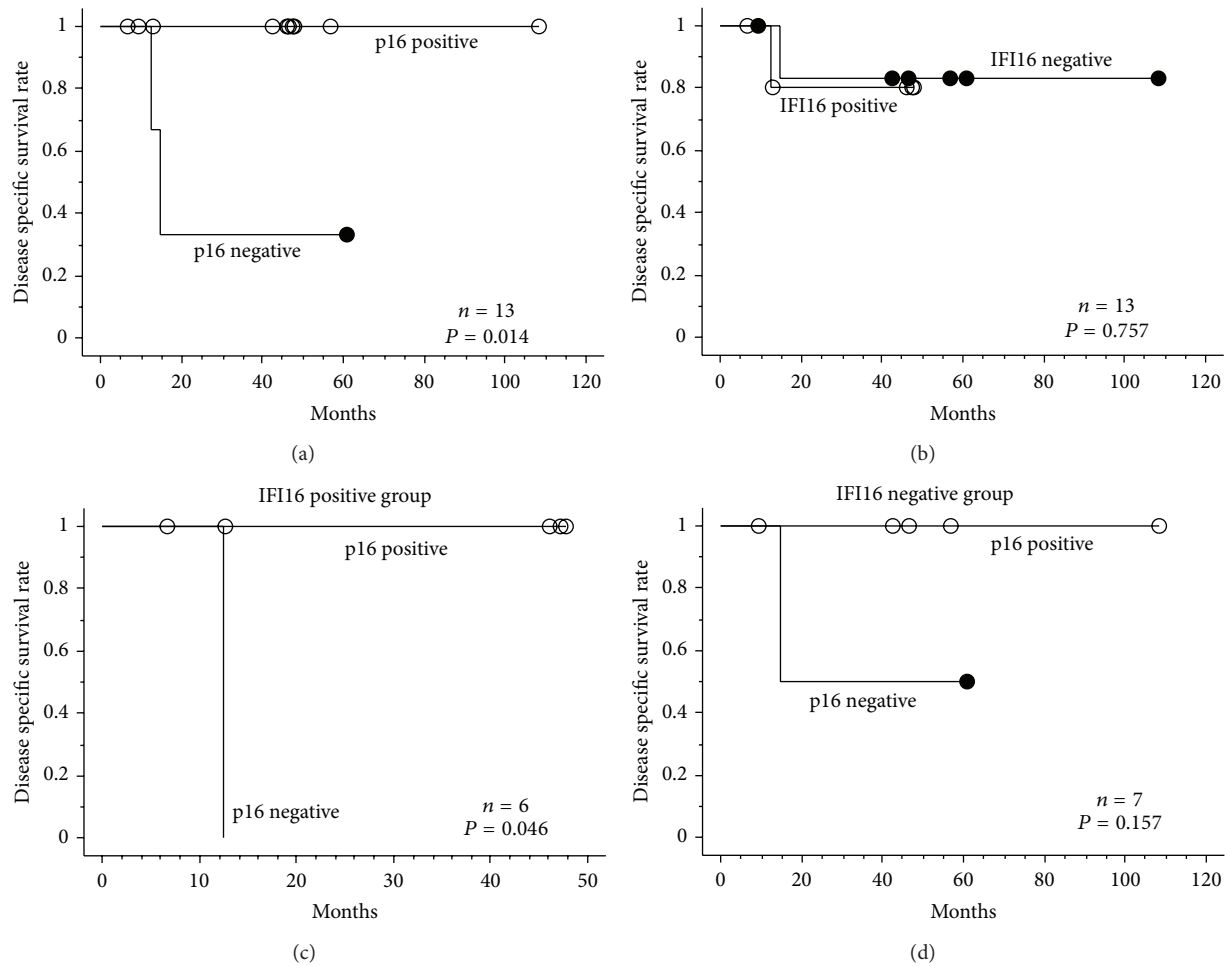 1
0.8
0.6
0.4
0.2
0
Disease specific survival rate
p16 positive
p16 negative
n = 13
P = 0.014
0 20 40 60 80 100 120
Months
(a)
1
0.8
0.6
0.4
0.2
0
Disease specific survival rate
IFI16 negative
IFI16 positive
n = 13
P = 0.757
0 20 40 60 80 100 120
Months
(b)
IFI16 positive group
1
0.8
0.6
0.4
0.2
0
Disease specific survival rate
p16 positive
p16 negative
n = 6
P = 0.046
0 10 20 30 40 50
Months
(c)
IFI16 negative group
1
0.8
0.6
0.4
0.2
0
Disease specific survival rate
p16 positive
p16 negative
n = 7
P = 0.157
0 20 40 60 80 100 120
Months
(d)